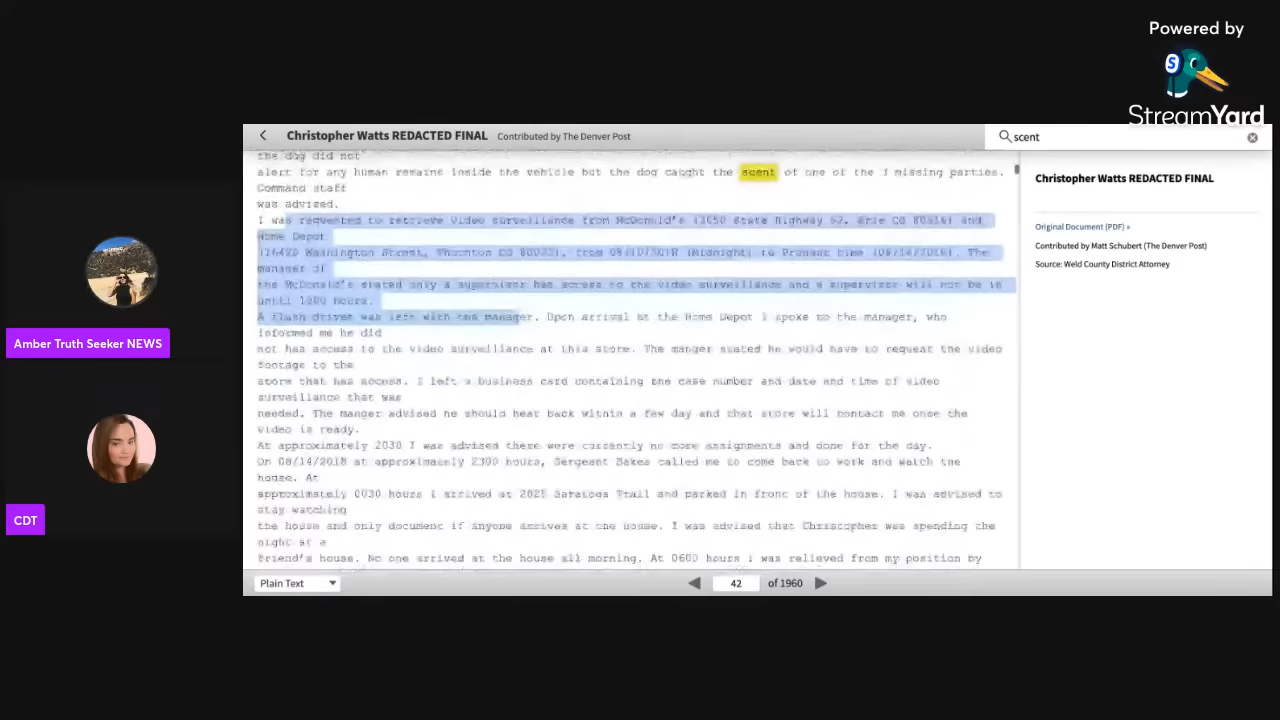 Powered by
StreamYard
Christopher Watts REDACTED FINAL Contributed by The Denver Post
scent
the dog did not
alert for any human remains inside the vehicle but the dog caught the scent of one of the 3 missing parties.
Command staff
was advised.
I was requested to retrieve video surveillance from McDonald's (3050 State Highway 52, Erie CO 80516) and
Home Depot
Washington Street, Thornton CO (Midnight) to Present time (08/14/2018). The
manager of
the McDonald's stated only a supervisor has access to the video surveillance and a supervisor will not be in
until 1800 hours.
A flash drives was left with the manager. Upon arrival at the Home Depot I spoke to the manager, who
informed me he did
not has access to the video surveillance at this store. The manger stated he would have to request the video
footage to the
store that has access. I left a business card containing the case number and date and time of video
surveillance that was
needed. The manger advised he should hear back within a few day and that store will contact me once the
video is ready.
At approximately 2030 I was advised there were currently no more assignments and done for the day.
On 08/14/2018 at approximately 2300 hours, Sergeant Bakes called me to come back to work and watch the
house. At
approximately 0030 hours I arrived at 2825 Saratoga Trail and parked in front of the house. I was advised to
stay watching
the house and only document if anyone arrives at the house. I was advised that Christopher was spending the
night at a
friend's house. No one arrived at the house all morning. At 0600 hours I was relieved from my position by
Christopher Watts REDACTED FINAL
Original Document (PDF) »
Contributed by Matt Schubert (The Denver Post)
Source: Weld County District Attorney
Plain Text
42 of 1960
Amber Truth Seeker NEWS
CDT